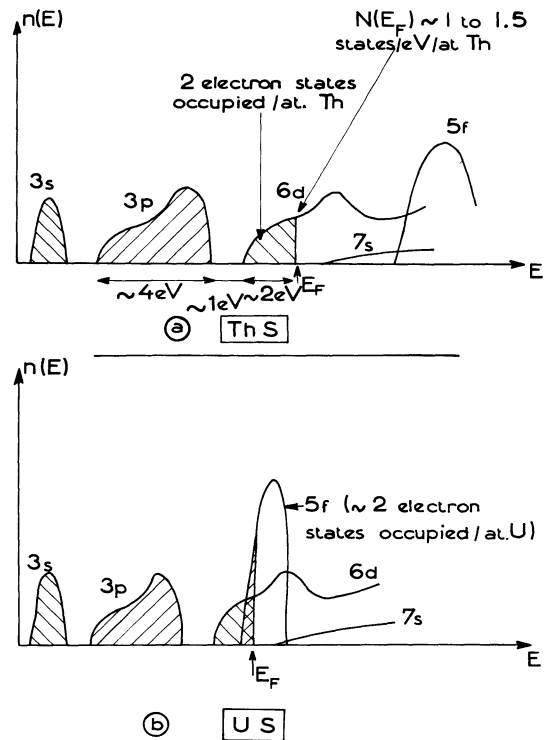 n(E)
N(E_F) ~ 1 to 1.5
states/eV/at Th
2 electron states
occupied/at. Th
5f
3s
3p
6d
7s
E
~4eV
~1eV
~2eV
E_F
a
Th S
n(E)
5f (~2 electron
states occupied/at.U)
3s
3p
6d
7s
E
E_F
b
U S